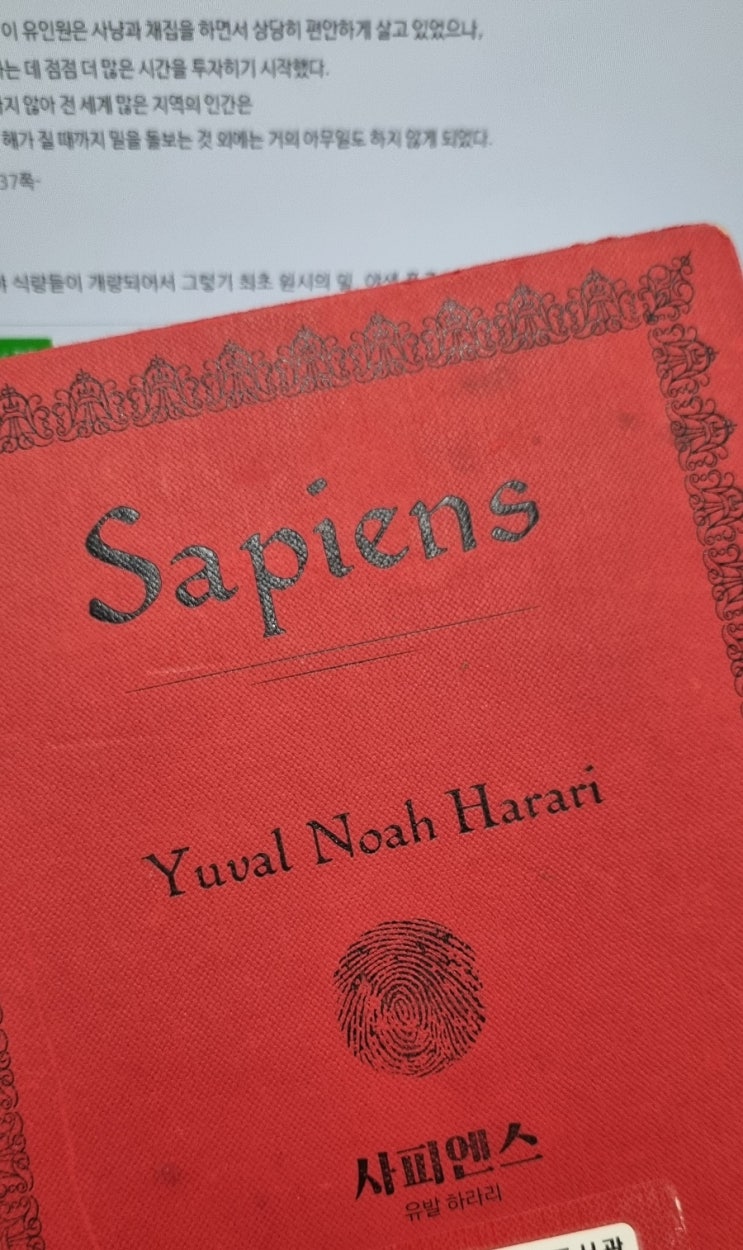 이 유인원은 사냥과 채집을 하면서 상당히 편안하게 살고 있었으나,
는 데 점점 더 많은 시간을 투자히기 시작했다.
지 않아 전 세계 많은 지역의 인간은
해가 질 때까지 밀을 돌보는 것 외에는 거의 아무일도 하지 않게 되었다.
37쪽-
식량들이 개량되어서 그렇기 최초 원시의 밀, 야생
Sapiens
Yuval Noah Harari
사피엔스
유발 하라리